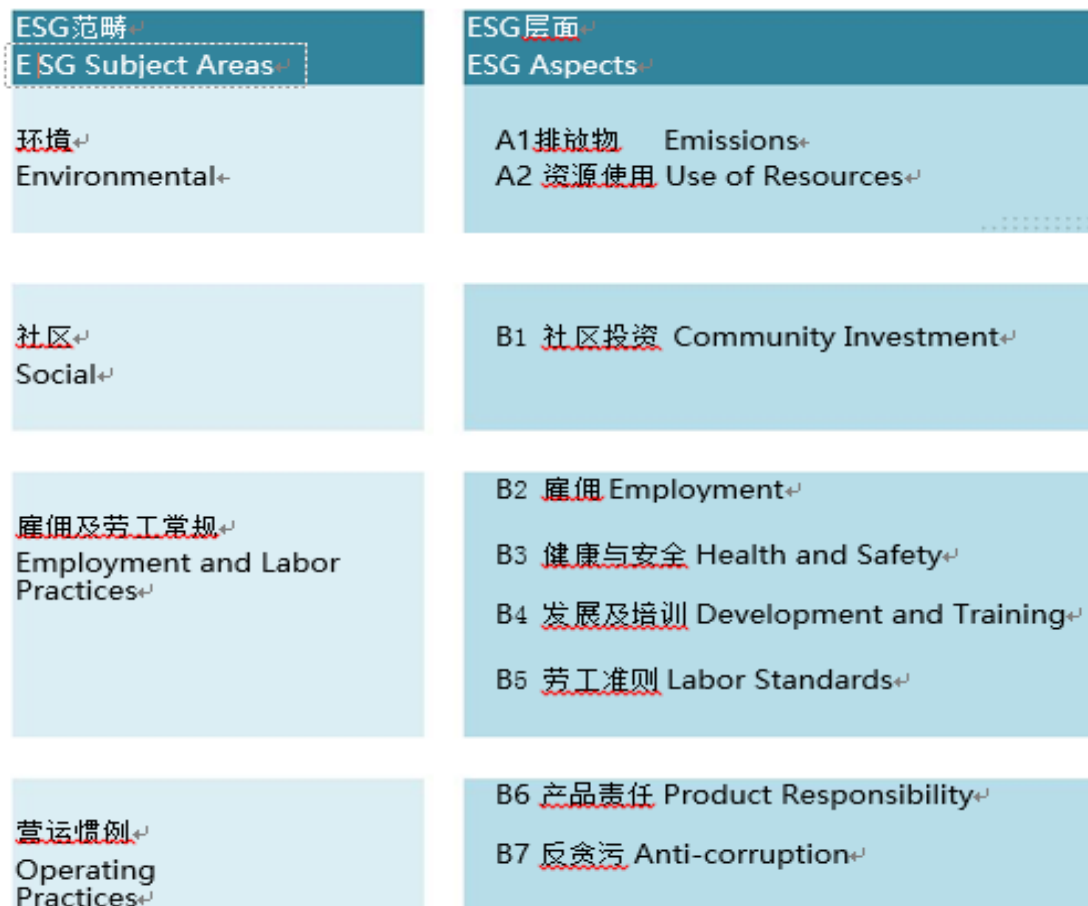 ESG范畴
ESG Subject Areas
ESG层面
ESG Aspects
环境
Environmental
A1排放物 Emissions
A2 资源使用 Use of Resources
社区
Social
B1 社区投资 Community Investment
雇佣及劳工常规
Employment and Labor
Practices
B2 雇佣 Employment
B3 健康与安全 Health and Safety
B4 发展及培训 Development and Training
B5 劳工准则 Labor Standards
营运惯例
Operating
Practices
B6 产品责任 Product Responsibility
B7 反贪污 Anti-corruption